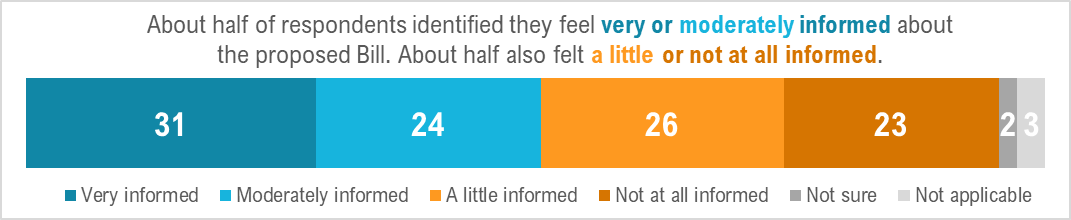 About half of respondents identified they feel very or moderately informed about
the proposed Bill. About half also felt a little or not at all informed.
31 24 26 23 2 3
Very informed Moderately informed A little informed Not at all informed Not sure Not applicable